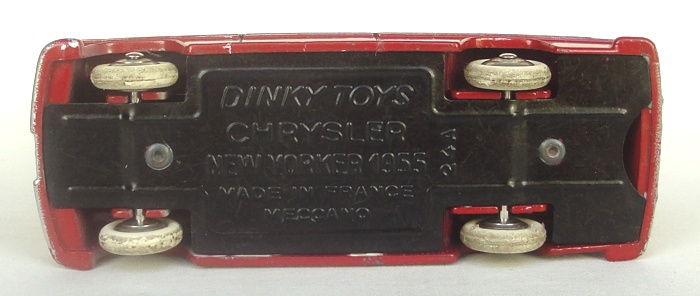 DINKY TOYS
CHRYSLER
NEW YORKER 1955
MADE IN FRANCE
MECCANO
24A